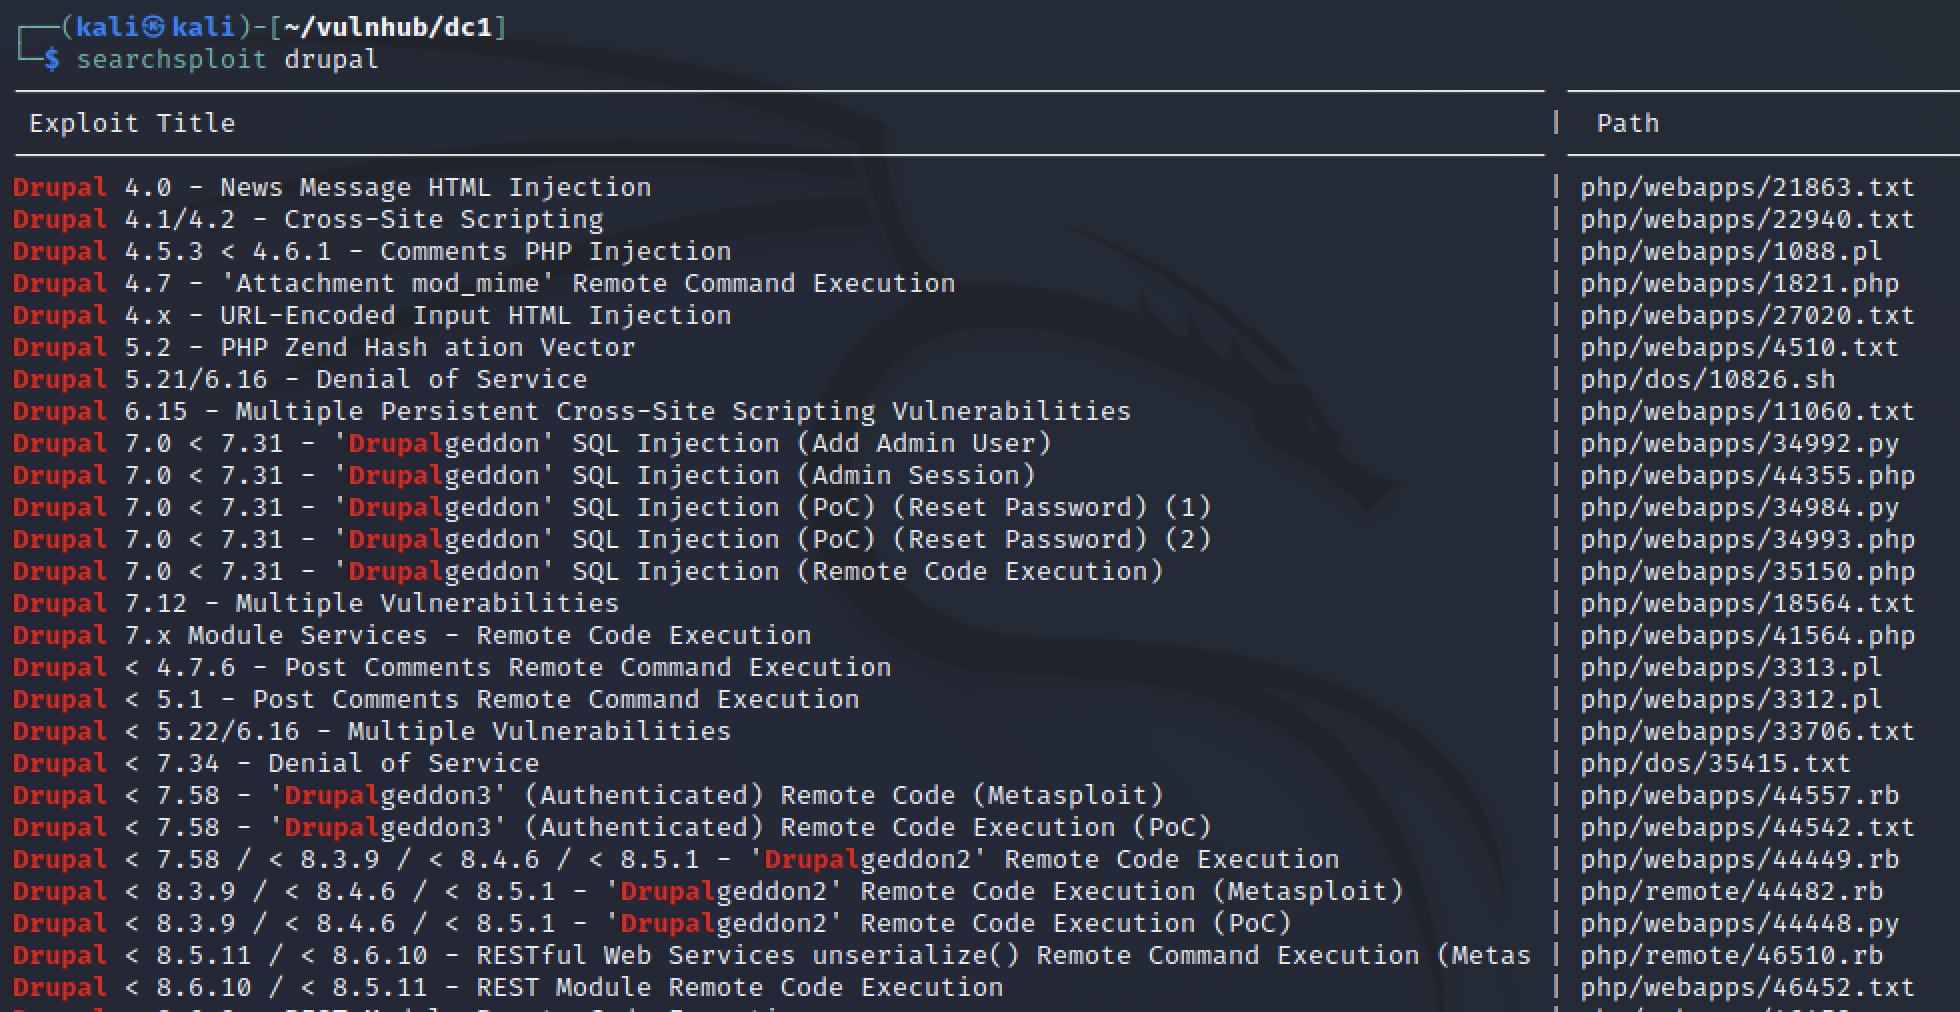 (kali㉿kali)-[~/vulnhub/dc1]
$ searchsploit drupal
Exploit Title | Path
Drupal 4.0 - News Message HTML Injection | php/webapps/21863.txt
Drupal 4.1/4.2 - Cross-Site Scripting | php/webapps/22940.txt
Drupal 4.5.3 < 4.6.1 - Comments PHP Injection | php/webapps/1088.pl
Drupal 4.7 - 'Attachment mod_mime' Remote Command Execution | php/webapps/1821.php
Drupal 4.x - URL-Encoded Input HTML Injection | php/webapps/27020.txt
Drupal 5.2 - PHP Zend Hash ation Vector | php/webapps/4510.txt
Drupal 5.21/6.16 - Denial of Service | php/dos/10826.sh
Drupal 6.15 - Multiple Persistent Cross-Site Scripting Vulnerabilities | php/webapps/11060.txt
Drupal 7.0 < 7.31 - 'Drupalgeddon' SQL Injection (Add Admin User) | php/webapps/34992.py
Drupal 7.0 < 7.31 - 'Drupalgeddon' SQL Injection (Admin Session) | php/webapps/44355.php
Drupal 7.0 < 7.31 - 'Drupalgeddon' SQL Injection (PoC) (Reset Password) (1) | php/webapps/34984.py
Drupal 7.0 < 7.31 - 'Drupalgeddon' SQL Injection (PoC) (Reset Password) (2) | php/webapps/34993.php
Drupal 7.0 < 7.31 - 'Drupalgeddon' SQL Injection (Remote Code Execution) | php/webapps/35150.php
Drupal 7.12 - Multiple Vulnerabilities | php/webapps/18564.txt
Drupal 7.x Module Services - Remote Code Execution | php/webapps/41564.php
Drupal < 4.7.6 - Post Comments Remote Command Execution | php/webapps/3313.pl
Drupal < 5.1 - Post Comments Remote Command Execution | php/webapps/3312.pl
Drupal < 5.22/6.16 - Multiple Vulnerabilities | php/webapps/33706.txt
Drupal < 7.34 - Denial of Service | php/dos/35415.txt
Drupal < 7.58 - 'Drupalgeddon3' (Authenticated) Remote Code (Metasploit) | php/webapps/44557.rb
Drupal < 7.58 - 'Drupalgeddon3' (Authenticated) Remote Code Execution (PoC) | php/webapps/44542.txt
Drupal < 7.58 / < 8.3.9 / < 8.4.6 / < 8.5.1 - 'Drupalgeddon2' Remote Code Execution | php/webapps/44449.rb
Drupal < 8.3.9 / < 8.4.6 / < 8.5.1 - 'Drupalgeddon2' Remote Code Execution (Metasploit) | php/remote/44482.rb
Drupal < 8.3.9 / < 8.4.6 / < 8.5.1 - 'Drupalgeddon2' Remote Code Execution (PoC) | php/webapps/44448.py
Drupal < 8.5.11 / < 8.6.10 - RESTful Web Services unserialize() Remote Command Execution (Metas | php/remote/46510.rb
Drupal < 8.6.10 / < 8.5.11 - REST Module Remote Code Execution | php/webapps/46452.txt